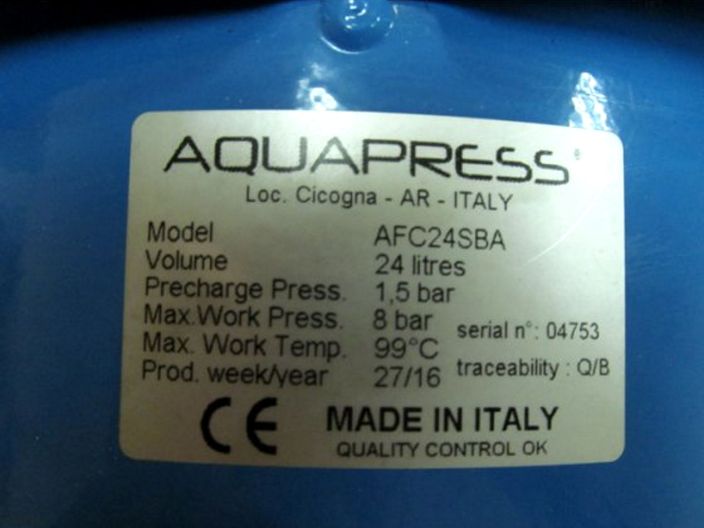 AQUAPRESS®
Loc. Cicogna - AR - ITALY
Model AFC24SBA
Volume 24 litres
Precharge Press. 1,5 bar
Max.Work Press. 8 bar
serial n°: 04753
Max. Work Temp. 99°C
traceability : Q/B
Prod. week/year 27/16
CE MADE IN ITALY
QUALITY CONTROL OK